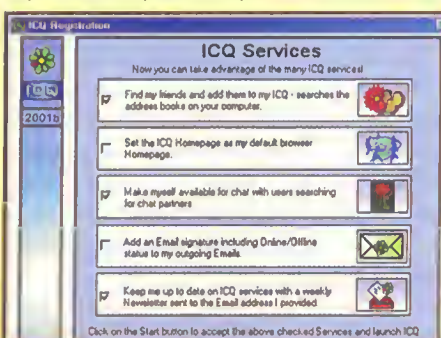 ICQ Registration
ICQ
2001b
ICQ Services
Now you can take advantage of the many ICQ services!
Find my friends and add them to my ICQ - searches the
address books on your computer.
Set the ICQ Homepage as my default browser
Homepage.
Make myself available for chat with users searching
for chat partners
Add an Email signature including Online/Offline
status to my outgoing Emails.
Keep me up to date on ICQ services with a weekly
Newsletter sent to the Email address I provided.
Click on the Start button to accept the above checked Services and launch ICQ